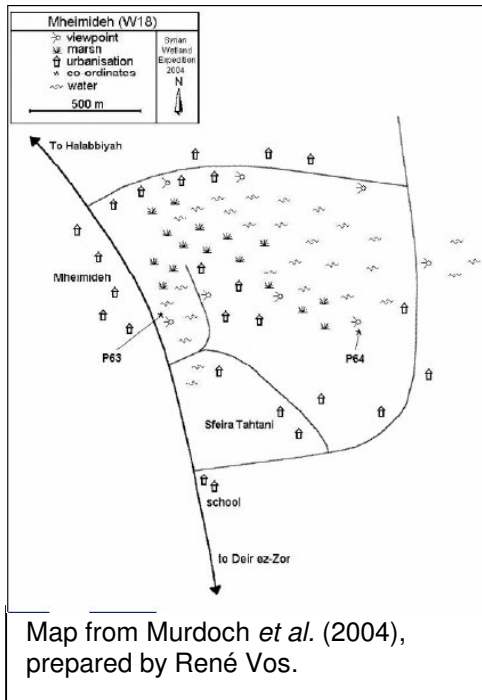 Mheimideh (W18)
viewpoint
marsh
urbanisation
co-ordinates
water
500 m
Syrian
Wetland
Expedition
2004
N
To Halabbiyah
Mheimideh
P63
P64
Sfeira Tahtani
school
to Deir ez-Zor
Map from Murdoch et al. (2004),
prepared by René Vos.